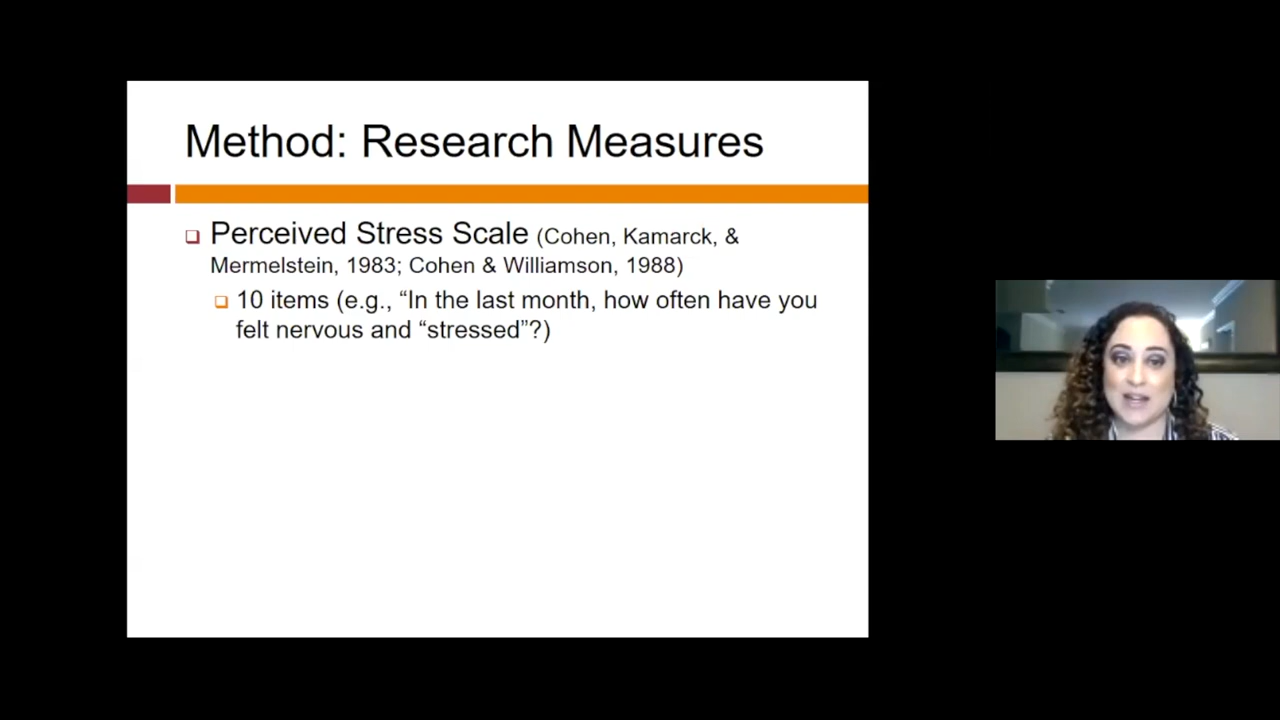 Method: Research Measures
❑ Perceived Stress Scale (Cohen, Kamarck, &
Mermelstein, 1983; Cohen & Williamson, 1988)
❑ 10 items (e.g., “In the last month, how often have you
felt nervous and “stressed”?)